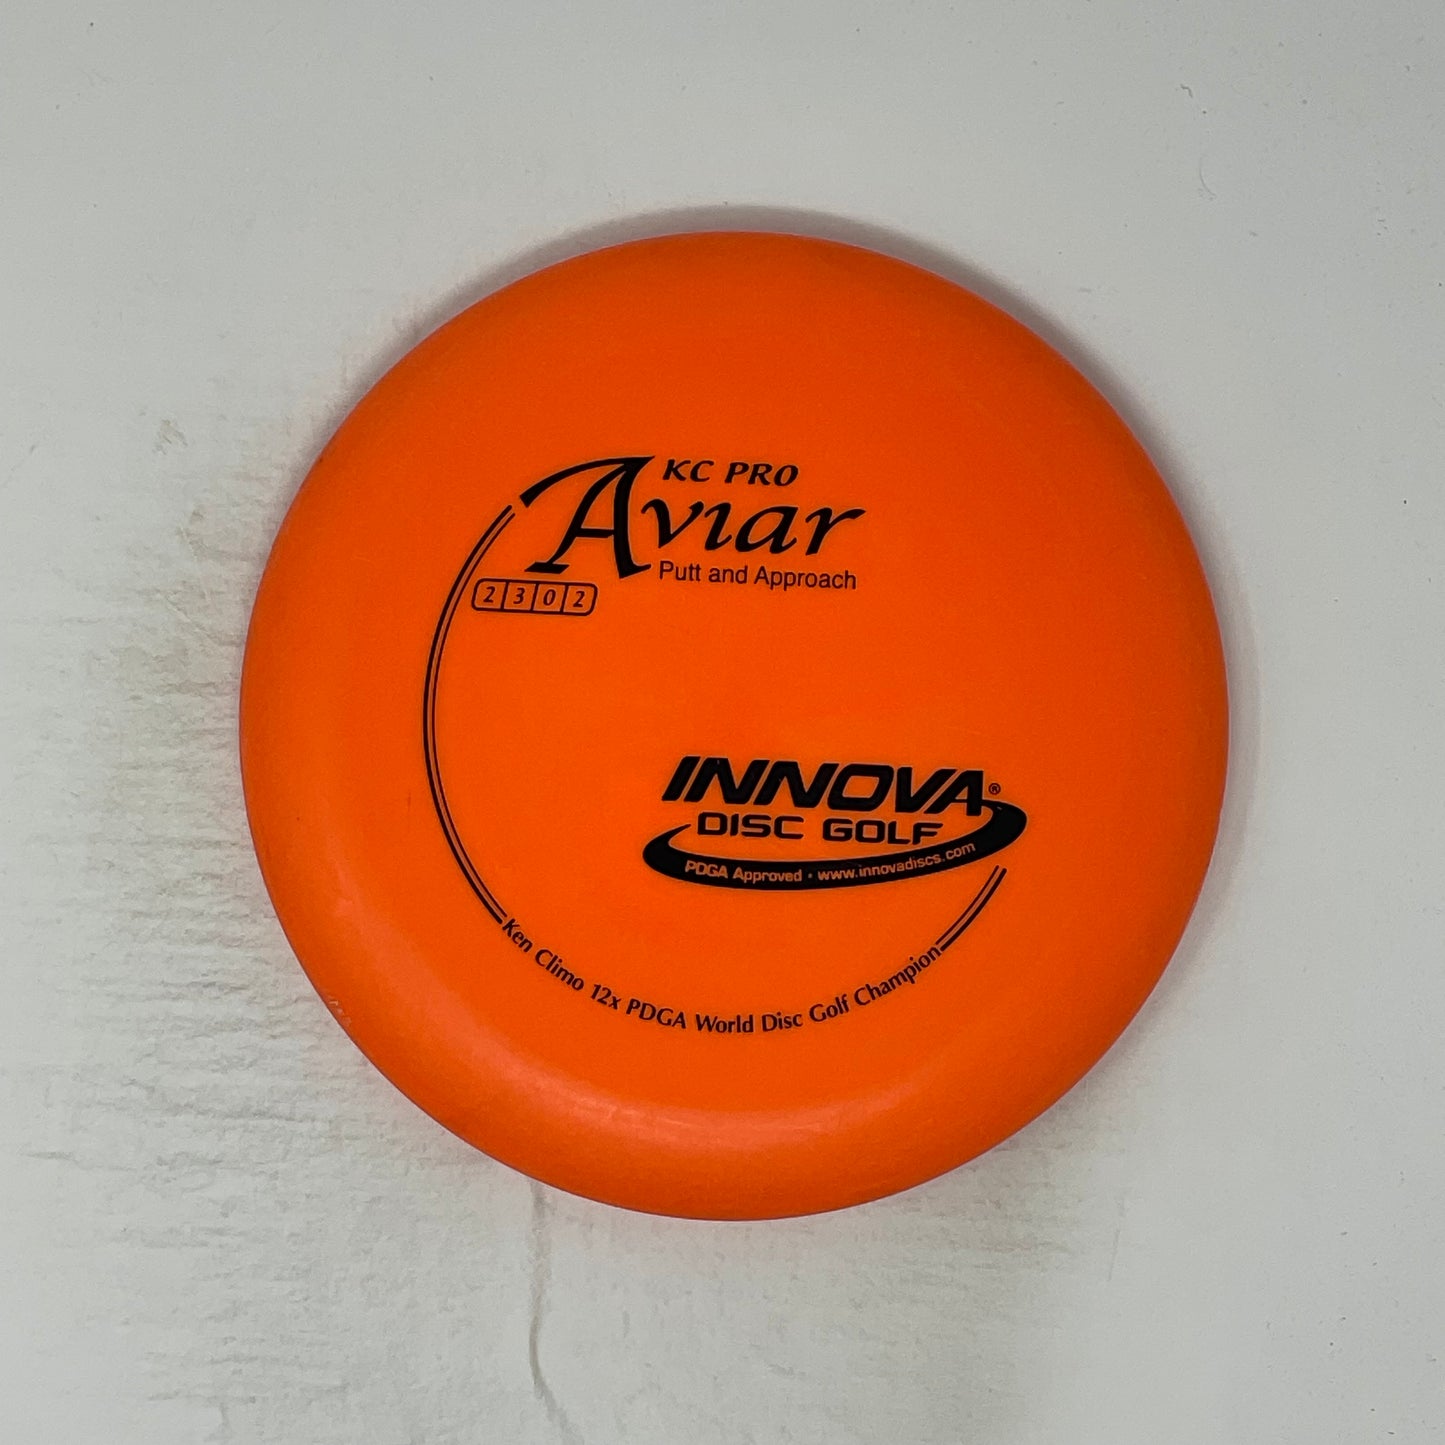 KC PRO
Aviar
Putt and Approach
2 3 0 2
INNOVA®
DISC GOLF
PDGA Approved • www.innovadiscs.com
Ken Climo 12x PDGA World Disc Golf Champion